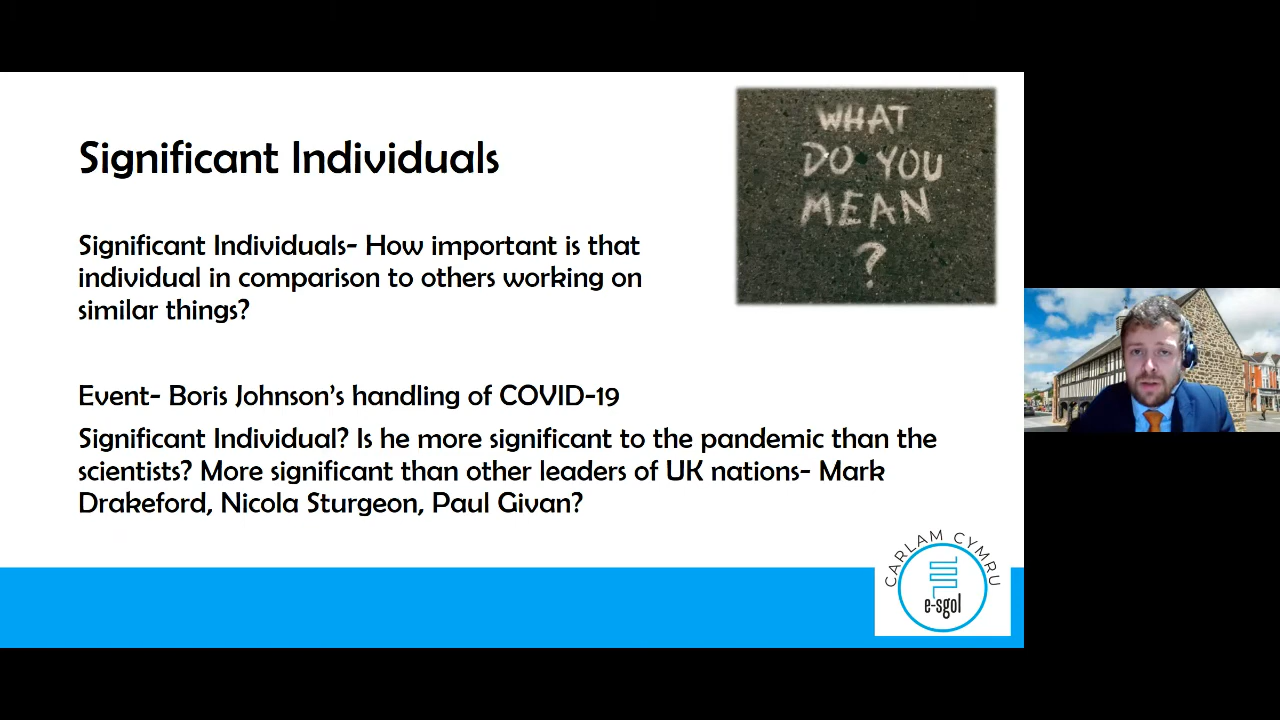 Significant Individuals
WHAT
DO YOU
MEAN
?
Significant Individuals- How important is that
individual in comparison to others working on
similar things?
Event- Boris Johnson's handling of COVID-19
Significant Individual? Is he more significant to the pandemic than the
scientists? More significant than other leaders of UK nations- Mark
Drakeford, Nicola Sturgeon, Paul Givan?
CARLAM CYMRU
e-sgol